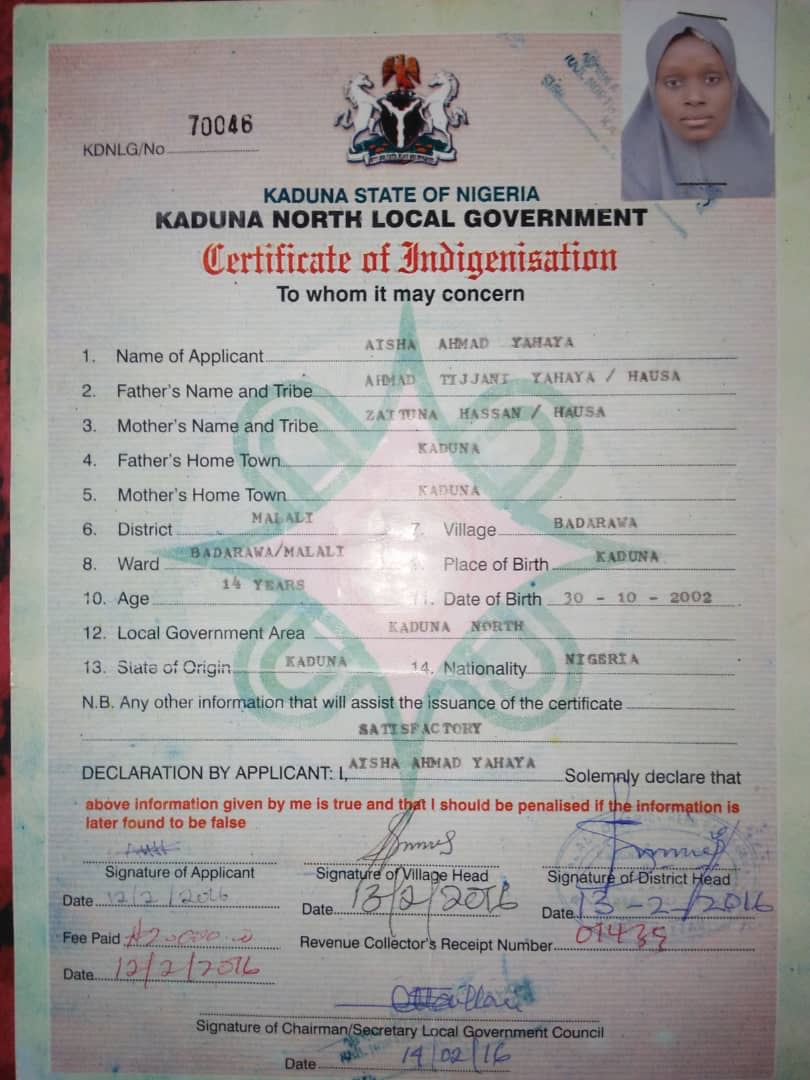 KDNLG/No 70046
KADUNA STATE OF NIGERIA
KADUNA NORTH LOCAL GOVERNMENT
Certificate of Indigenisation
To whom it may concern
1. Name of Applicant AISHA AHMAD YAHAYA
2. Father's Name and Tribe AHMAD TIJJANI YAHAYA / HAUSA
3. Mother's Name and Tribe ZAITUNA HASSAN / HAUSA
4. Father's Home Town KADUNA
5. Mother's Home Town KADUNA
6. District MALALI 7. Village BADARAWA
8. Ward BADARAWA/MALALI Place of Birth KADUNA
10. Age 14 YEARS 11. Date of Birth 30 - 10 - 2002
12. Local Government Area KADUNA NORTH
13. State of Origin KADUNA 14. Nationality NIGERIA
N.B. Any other information that will assist the issuance of the certificate
SATISFACTORY
DECLARATION BY APPLICANT: I, AISHA AHMAD YAHAYA Solemnly declare that
above information given by me is true and that I should be penalised if the information is
later found to be false
Signature of Applicant Signature of Village Head Signature of District Head
Date 12/2/2016 Date 13/2/2016 Date 13-2-2016
Fee Paid Revenue Collector's Receipt Number 01435
Date 12/2/2016
Signature of Chairman/Secretary Local Government Council
Date 14/02/16